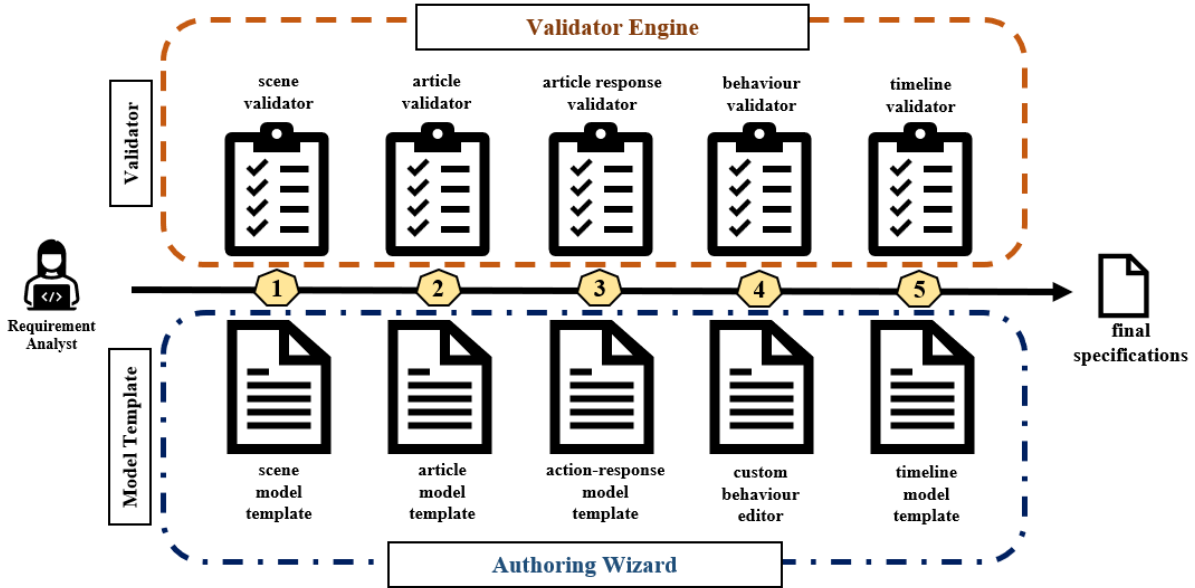 Validator Engine
Validator
scene
validator
article
validator
article response
validator
behaviour
validator
timeline
validator
</>
Requirement
Analyst
1
2
3
4
5
final
specifications
Model Template
scene
model
template
article
model
template
action-response
model
template
custom
behaviour
editor
timeline
model
template
Authoring Wizard